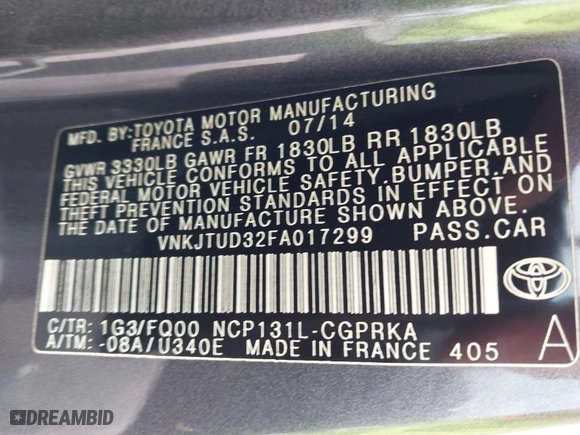 MFD. BY:TOYOTA MOTOR MANUFACTURING
FRANCE S.A.S. 07/14
GVWR 3330LB GAWR FR 1830LB RR 1830LB
THIS VEHICLE CONFORMS TO ALL APPLICABLE
FEDERAL MOTOR VEHICLE SAFETY,BUMPER,AND
THEFT PREVENTION STANDARDS IN EFFECT ON
THE DATE OF MANUFACTURE SHOWN ABOVE.
VNKJTUD32FA017299 PASS.CAR
C/TR: 1G3/FQ00 NCP131L-CGPRKA
A/TM: -08A/U340E MADE IN FRANCE 405
A
DREAMBID